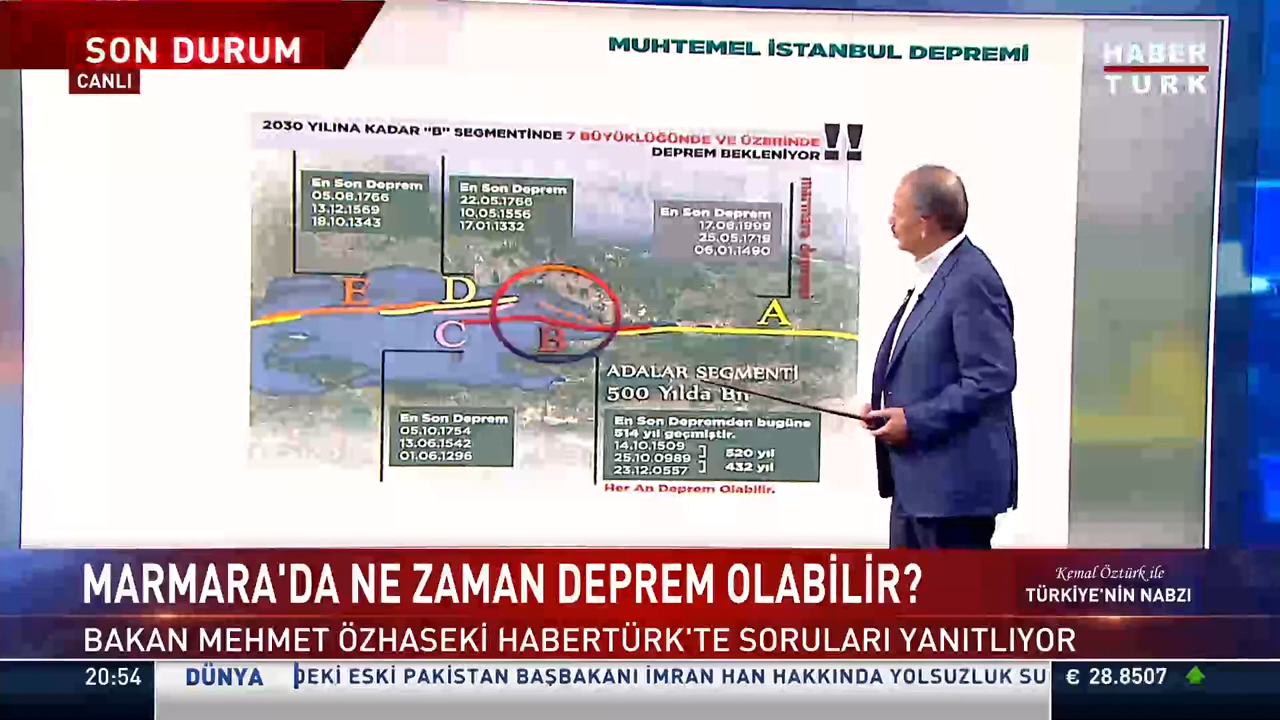 SON DURUM
CANLI
MUHTEMEL İSTANBUL DEPREMİ
HABER
TURK
2030 YILINA KADAR "B" SEGMENTİNDE 7 BÜYÜKLÜĞÜNDE VE ÜZERİNDE
DEPREM BEKLENİYOR !!
En Son Deprem
05.08.1766
13.12.1569
18.10.1343
En Son Deprem
22.05.1766
10.05.1556
17.01.1332
En Son Deprem
17.08.1999
25.05.1719
06.01.1490
marmara depremi
E
D
C
B
A
ADALAR SEGMENTİ
500 Yılda Bir
En Son Deprem
05.10.1754
13.06.1542
01.06.1296
En Son Depremden bugüne
514 yıl geçmiştir.
14.10.1509
25.10.0989
23.12.0557
520 yıl
432 yıl
Her An Deprem Olabilir.
MARMARA'DA NE ZAMAN DEPREM OLABİLİR?
Kemal Öztürk ile
TÜRKİYE'NİN NABZI
BAKAN MEHMET ÖZHASEKİ HABERTÜRK'TE SORULARI YANITLIYOR
20:54
DÜNYA
DEKİ ESKİ PAKİSTAN BAŞBAKANI İMRAN HAN HAKKINDA YOLSUZLUK SU
€ 28.8507